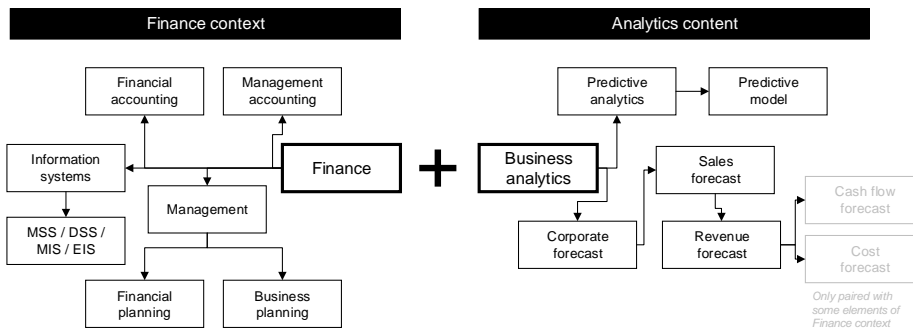 Finance context
Analytics content
Financial
accounting
Management
accounting
Predictive
analytics
Predictive
model
Information
systems
Finance
+
Business
analytics
Sales
forecast
Management
Cash flow
forecast
MSS / DSS /
MIS / EIS
Corporate
forecast
Revenue
forecast
Cost
forecast
Financial
planning
Business
planning
Only paired with
some elements of
Finance context